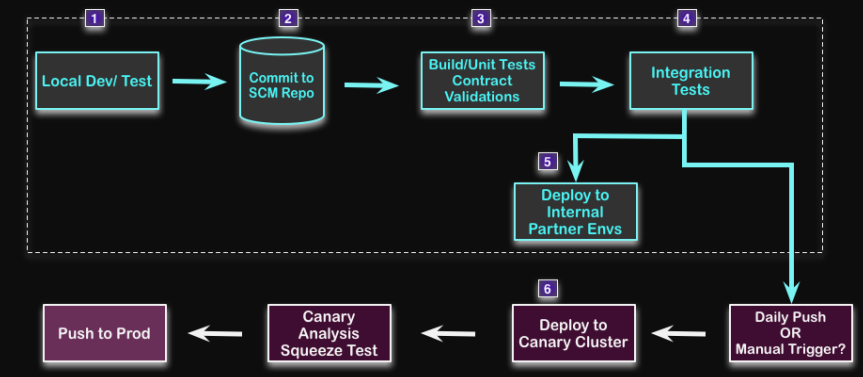 1
2
3
4
Local Dev/ Test
Commit to
SCM Repo
Build/Unit Tests
Contract
Validations
Integration
Tests
5
Deploy to
Internal
Partner Envs
6
Push to Prod
Canary
Analysis
Squeeze Test
Deploy to
Canary Cluster
Daily Push
OR
Manual Trigger?